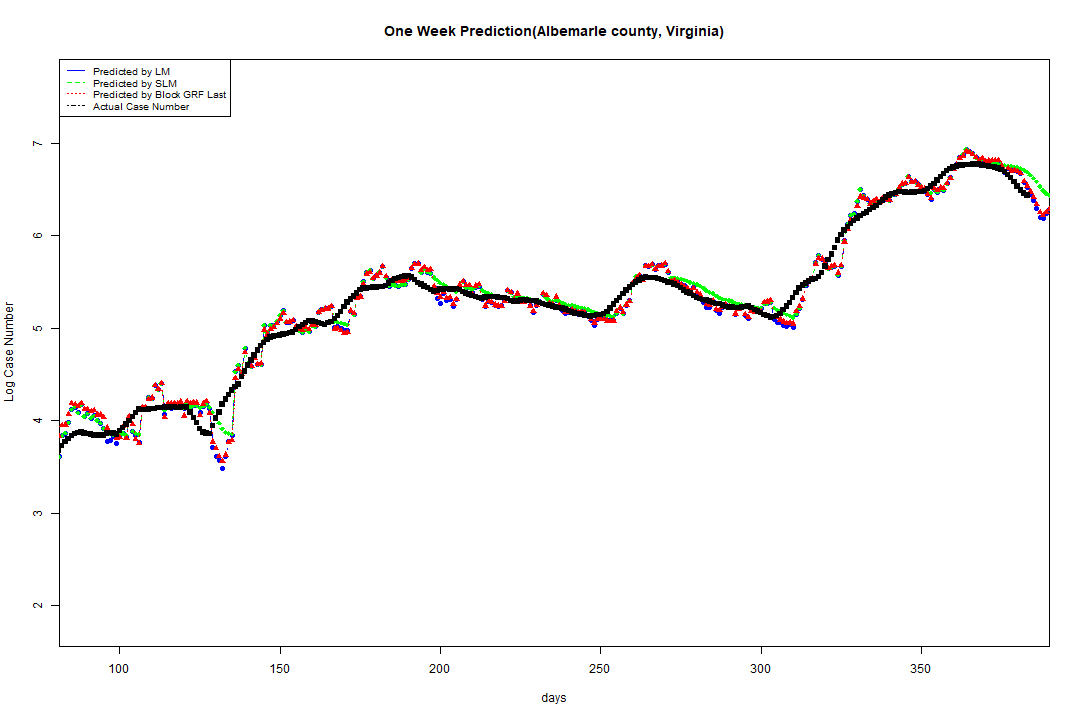 One Week Prediction(Albemarle county, Virginia)
Predicted by LM
Predicted by SLM
Predicted by Block GRF Last
Actual Case Number
Log Case Number
7
6
5
4
3
2
100 150 200 250 300 350
days